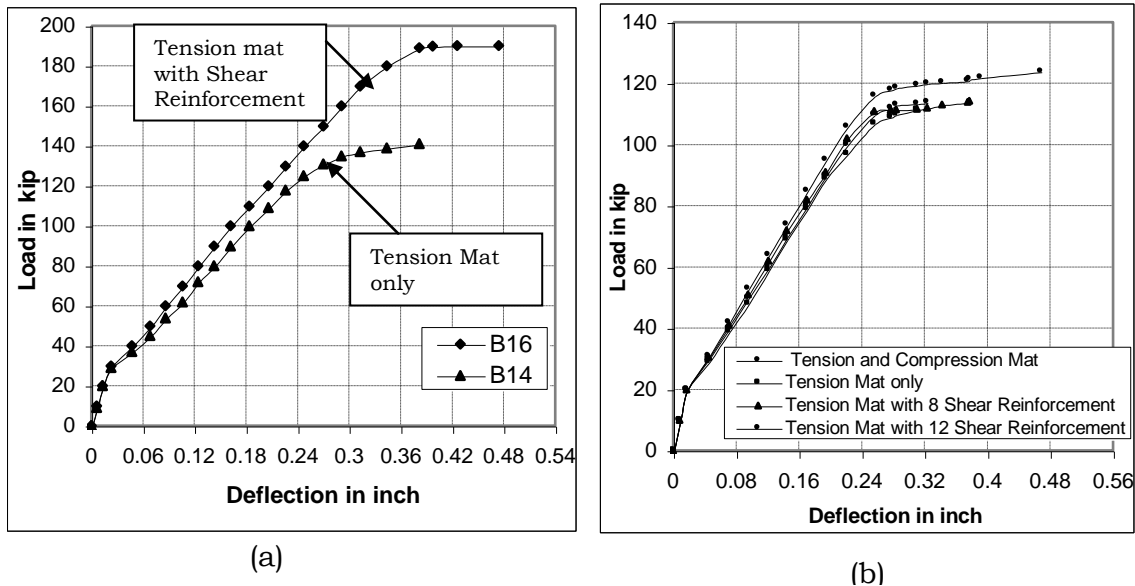 200
180
160
140
120
100
80
60
40
20
0
Load in kip
Tension mat
with Shear
Reinforcement
Tension Mat
only
B16
B14
0 0.06 0.12 0.18 0.24 0.3 0.36 0.42 0.48 0.54
Deflection in inch
(a)
140
120
100
80
60
40
20
0
Load in kip
Tension and Compression Mat
Tension Mat only
Tension Mat with 8 Shear Reinforcement
Tension Mat with 12 Shear Reinforcement
0 0.08 0.16 0.24 0.32 0.4 0.48 0.56
Deflection in inch
(b)